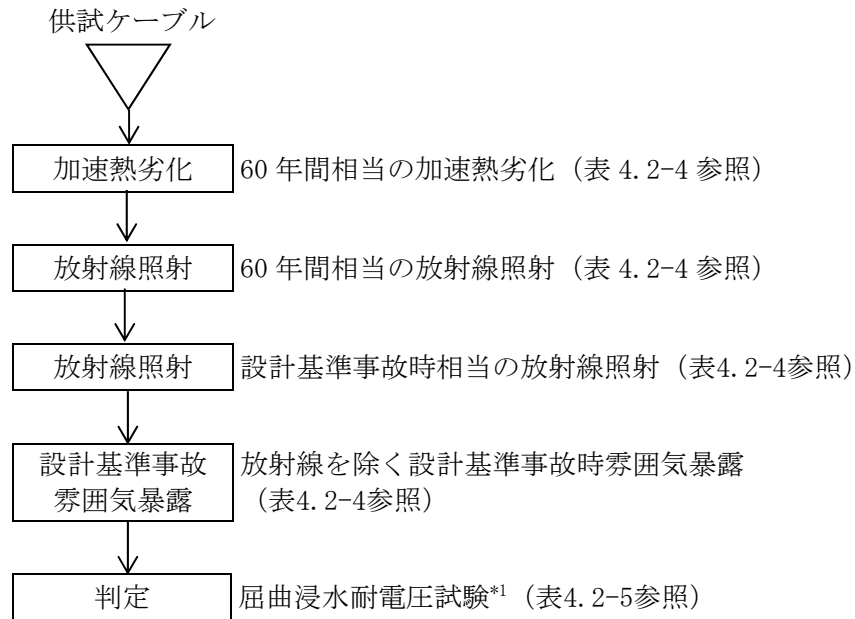 供試ケーブル
加速熱劣化 60 年間相当の加速熱劣化（表 4.2-4 参照）
放射線照射 60 年間相当の放射線照射（表 4.2-4 参照）
放射線照射 設計基準事故時相当の放射線照射（表4.2-4参照）
設計基準事故 放射線を除く設計基準事故時雰囲気暴露
雰囲気暴露 （表4.2-4参照）
判定 屈曲浸水耐電圧試験*1（表4.2-5参照）